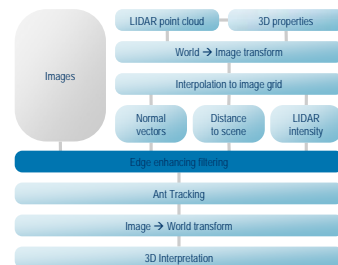 LIDAR point cloud
3D properties
Images
World → Image transform
Interpolation to image grid
Normal
vectors
Distance
to scene
LIDAR
intensity
Edge enhancing filtering
Ant Tracking
Image → World transform
3D Interpretation